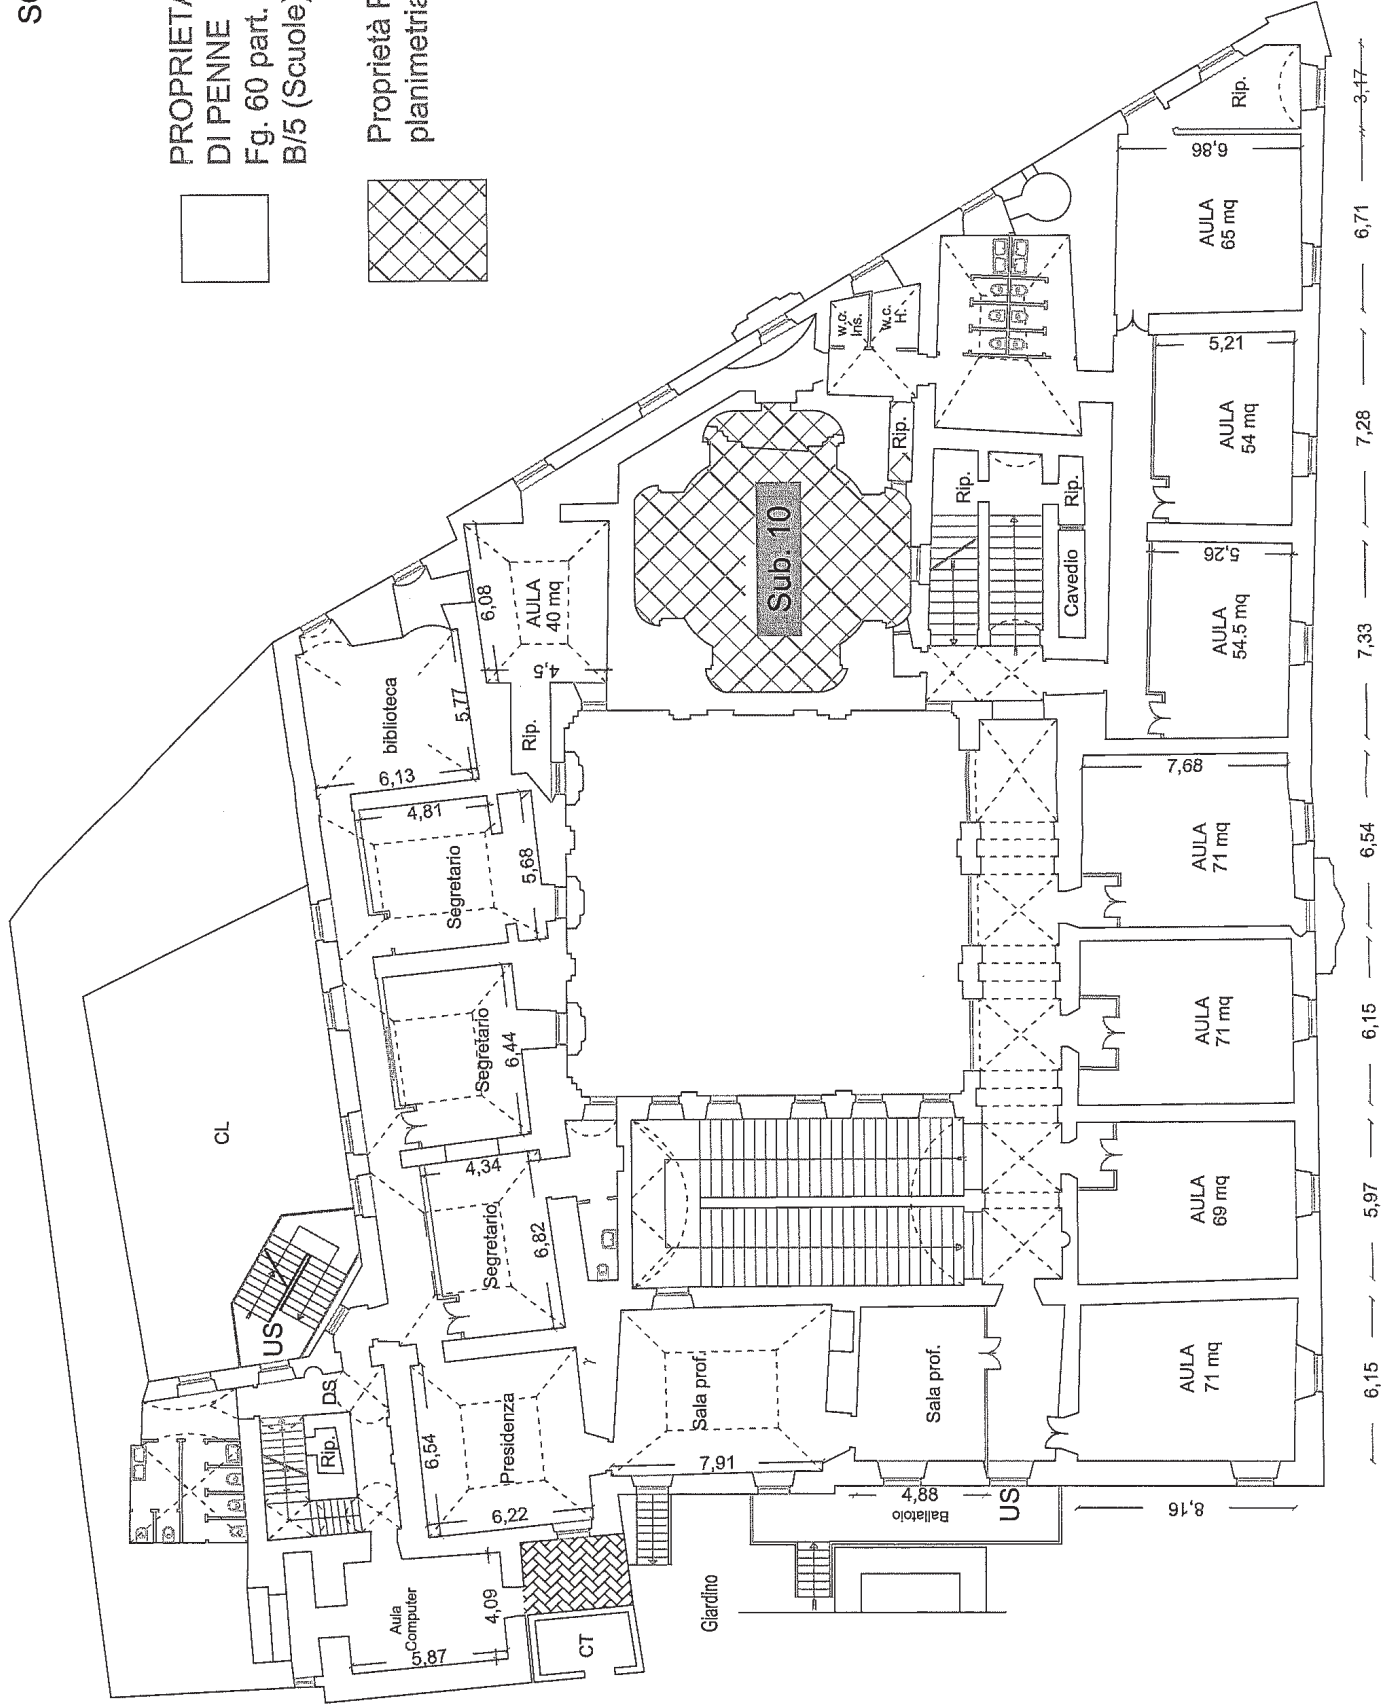 PROPRIETA
DI PENNE
Fg. 60 part.
B/5 (Scuole)
Proprietà
planimetria
3,17
Rip.
6,86
AULA
65 mq
6,71
w.c.
Ins.
w.c.
H.
5,21
AULA
54 mq
7,28
Rip.
Rip.
Rip.
Cavedio
Sub. 10
5,26
AULA
54.5 mq
7,33
6,08
AULA
40 mq
4,5
Rip.
biblioteca
5,77
6,13
4,81
Segretario
5,68
7,68
AULA
71 mq
6,54
Segretario
6,44
AULA
71 mq
6,15
CL
4,34
Segretario
6,82
AULA
69 mq
5,97
US
DS
Rip.
6,54
Presidenza
6,22
Sala prof.
7,91
Sala prof.
AULA
71 mq
6,15
4,88
Ballatoio
US
8,16
Aula
Computer
4,09
5,87
CT
Giardino